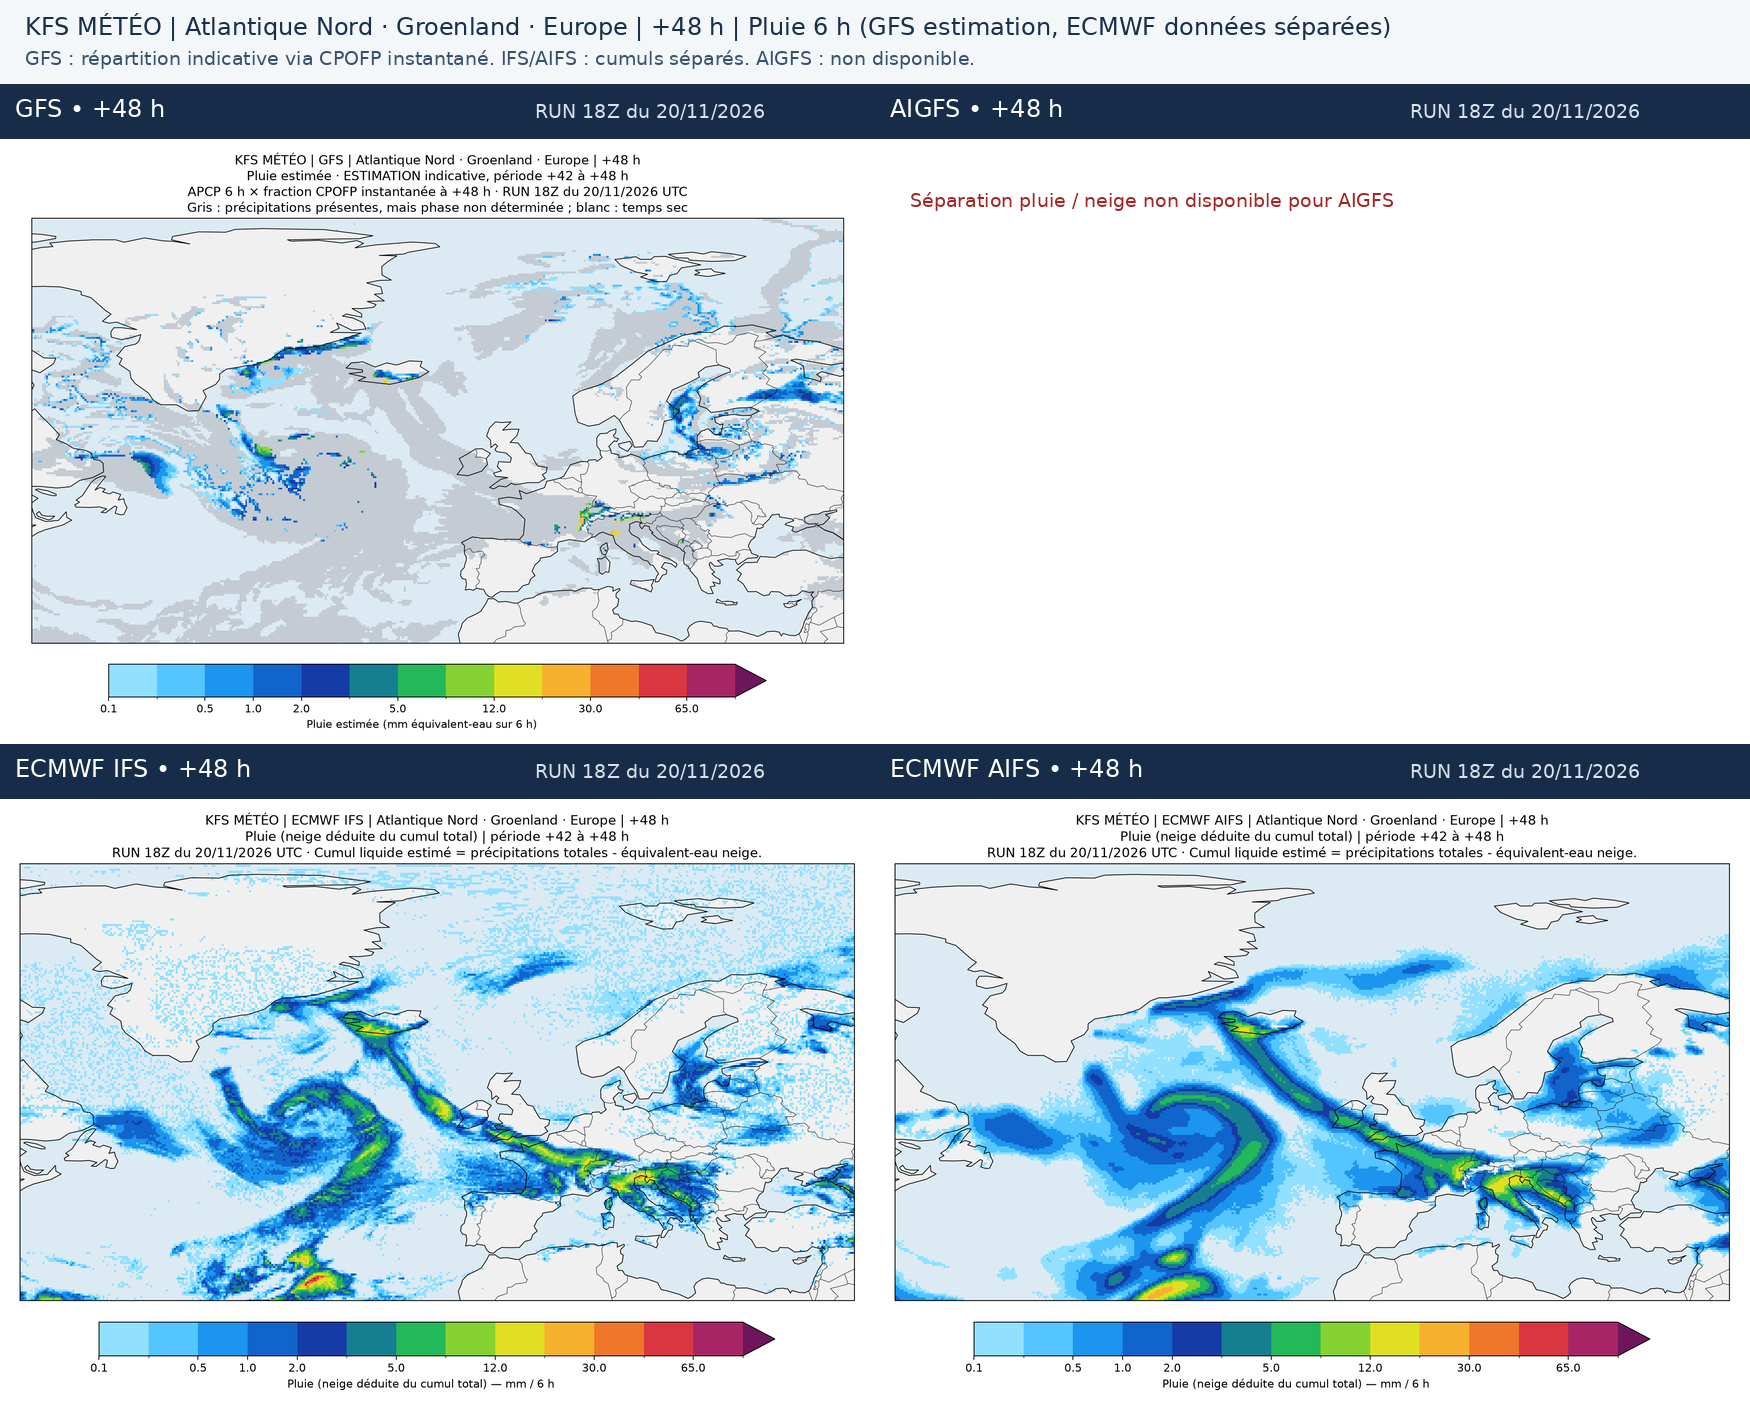 KFS MÉTÉO | Atlantique Nord · Groenland · Europe | +48 h | Pluie 6 h (GFS estimation, ECMWF données séparées)
GFS : répartition indicative via CPOFP instantané. IFS/AIFS : cumuls séparés. AIGFS : non disponible.
GFS • +48 h
RUN 18Z du 20/11/2026
AIGFS • +48 h
RUN 18Z du 20/11/2026
KFS MÉTÉO | GFS | Atlantique Nord · Groenland · Europe | +48 h
Pluie estimée · ESTIMATION indicative, période +42 à +48 h
APCP 6 h × fraction CPOFP instantanée à +48 h · RUN 18Z du 20/11/2026 UTC
Gris : précipitations présentes, mais phase non déterminée ; blanc : temps sec
Séparation pluie / neige non disponible pour AIGFS
0.1 0.5 1.0 2.0 5.0 12.0 30.0 65.0
Pluie estimée (mm équivalent-eau sur 6 h)
ECMWF IFS • +48 h
RUN 18Z du 20/11/2026
ECMWF AIFS • +48 h
RUN 18Z du 20/11/2026
KFS MÉTÉO | ECMWF IFS | Atlantique Nord · Groenland · Europe | +48 h
Pluie (neige déduite du cumul total) | période +42 à +48 h
RUN 18Z du 20/11/2026 UTC · Cumul liquide estimé = précipitations totales - équivalent-eau neige.
0.1 0.5 1.0 2.0 5.0 12.0 30.0 65.0
Pluie (neige déduite du cumul total) — mm / 6 h
KFS MÉTÉO | ECMWF AIFS | Atlantique Nord · Groenland · Europe | +48 h
Pluie (neige déduite du cumul total) | période +42 à +48 h
RUN 18Z du 20/11/2026 UTC · Cumul liquide estimé = précipitations totales - équivalent-eau neige.
0.1 0.5 1.0 2.0 5.0 12.0 30.0 65.0
Pluie (neige déduite du cumul total) — mm / 6 h